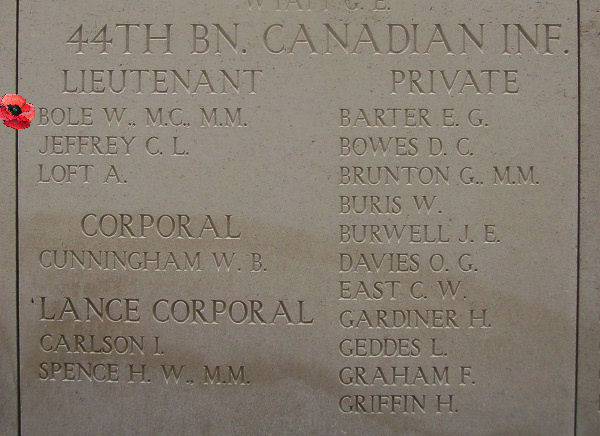 WYATT G. E.
44TH BN. CANADIAN INF.
LIEUTENANT
BOLE W., M.C., M.M.
JEFFREY C. L.
LOFT A.
CORPORAL
CUNNINGHAM W. B.
LANCE CORPORAL
CARLSON I.
SPENCE H. W., M.M.
PRIVATE
BARTER E. G.
BOWES D. C.
BRUNTON G., M.M.
BURIS W.
BURWELL J. E.
DAVIES O. G.
EAST C. W.
GARDINER H.
GEDDES L.
GRAHAM F.
GRIFFIN H.